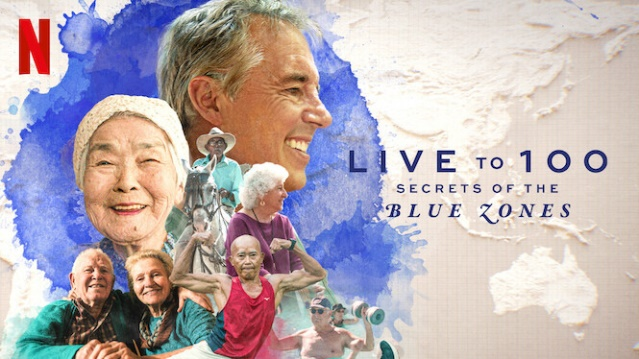 N
LIVE TO 100
SECRETS OF THE
BLUE ZONES